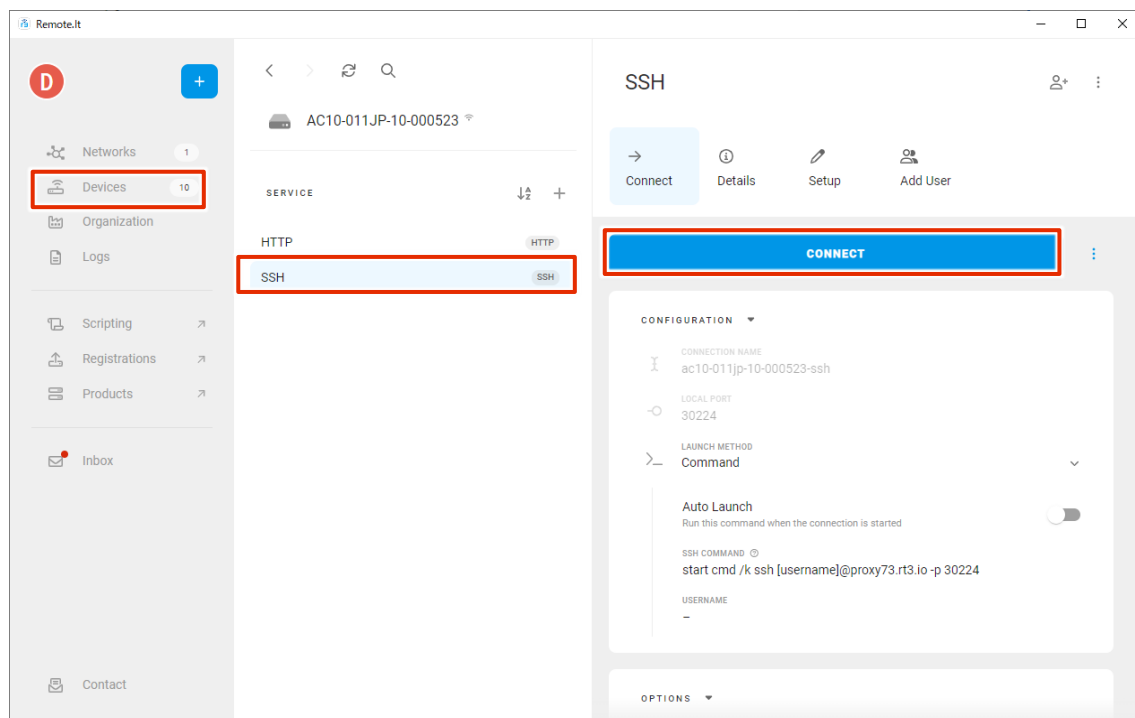 Remote.It
D
+
Networks 1
Devices 10
Organization
Logs
Scripting
Registrations
Products
Inbox
Contact
AC10-011JP-10-000523
SERVICE
HTTP HTTP
SSH SSH
SSH
Connect Details Setup Add User
CONNECT
CONFIGURATION
CONNECTION NAME
ac10-011jp-10-000523-ssh
LOCAL PORT
30224
LAUNCH METHOD
Command
Auto Launch
Run this command when the connection is started
SSH COMMAND
start cmd /k ssh [username]@proxy73.rt3.io -p 30224
USERNAME
–
OPTIONS